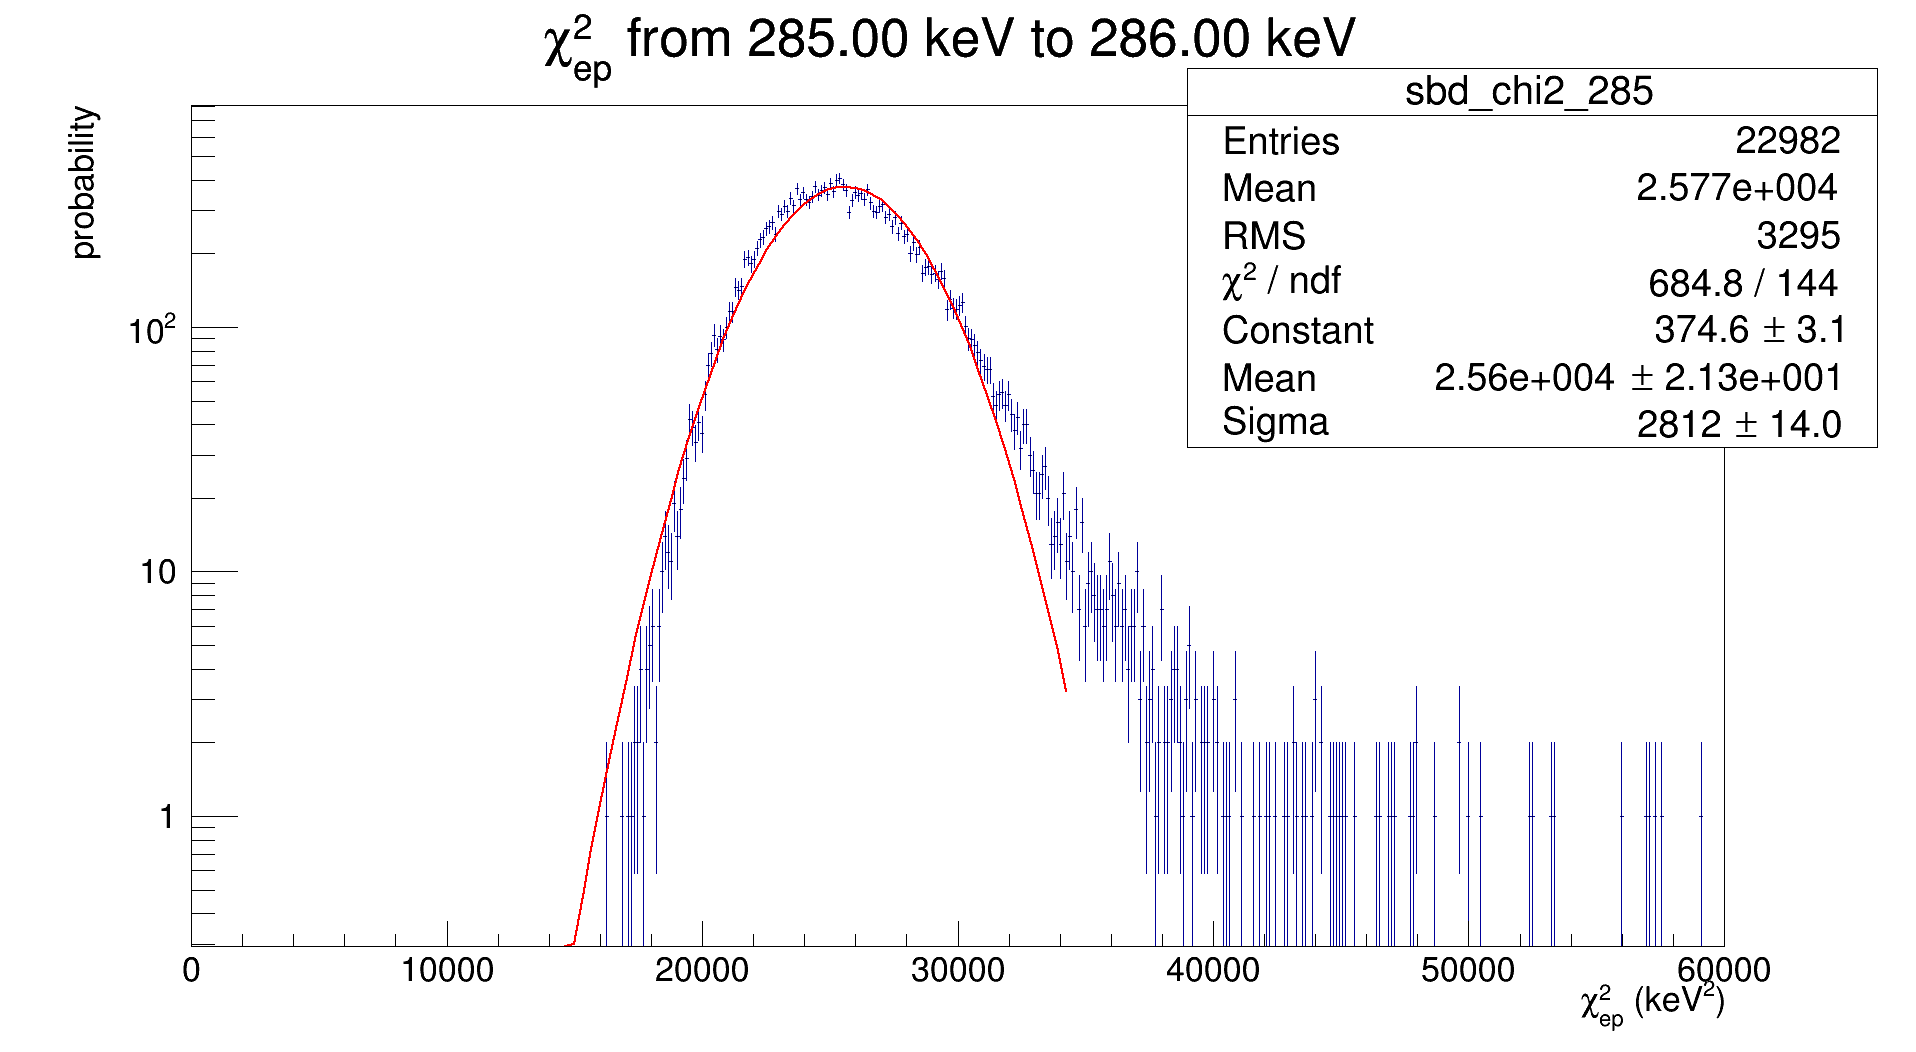 χ²ep from 285.00 keV to 286.00 keV
sbd_chi2_285
Entries 22982
Mean 2.577e+004
RMS 3295
χ² / ndf 684.8 / 144
Constant 374.6 ± 3.1
Mean 2.56e+004 ± 2.13e+001
Sigma 2812 ± 14.0
probability
10²
10
1
0 10000 20000 30000 40000 50000 60000
χ²ep (keV²)